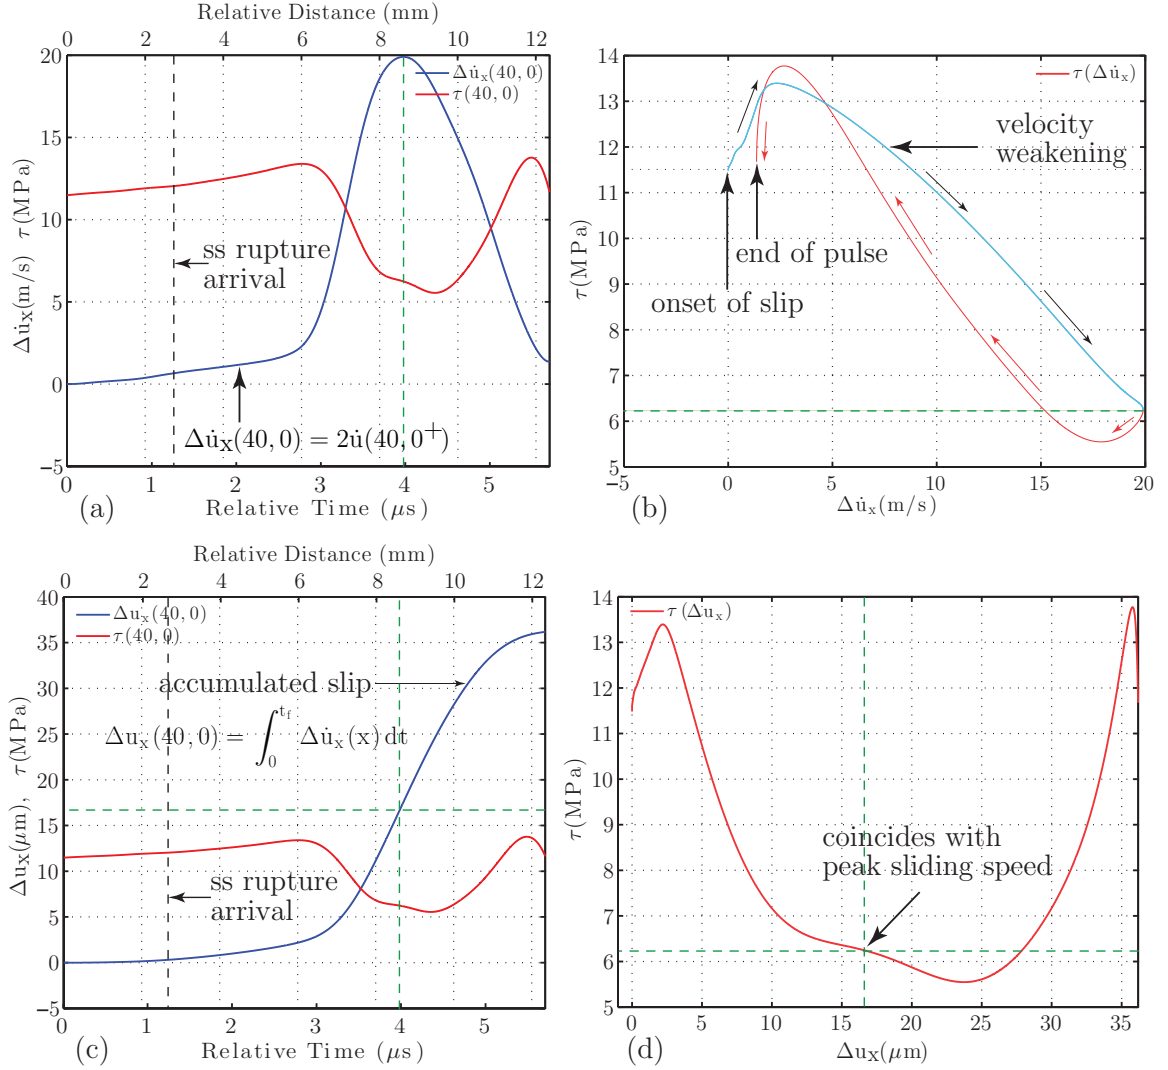 Relative Distance (mm)
0 2 4 6 8 10 12
20
15
10
5
0
−5
Δu̇x(m/s) τ(MPa)
Δu̇x(40,0)
τ(40,0)
ss rupture
arrival
Δu̇x(40,0) = 2u̇(40,0+)
0 1 2 3 4 5
(a)
Relative Time (μs)
14
13
12
11
10
9
8
7
6
5
τ(MPa)
τ(Δu̇x)
velocity
weakening
end of pulse
onset of slip
−5 0 5 10 15 20
(b)
Δu̇x(m/s)
Relative Distance (mm)
0 2 4 6 8 10 12
40
35
30
25
20
15
10
5
0
−5
Δux(μm), τ(MPa)
Δux(40,0)
τ(40,0)
accumulated slip
Δux(40,0) = ∫0tf Δu̇x(x)dt
ss rupture
arrival
0 1 2 3 4 5
(c)
Relative Time (μs)
14
13
12
11
10
9
8
7
6
5
τ(MPa)
τ(Δux)
coincides with
peak sliding speed
0 5 10 15 20 25 30 35
(d)
Δux(μm)